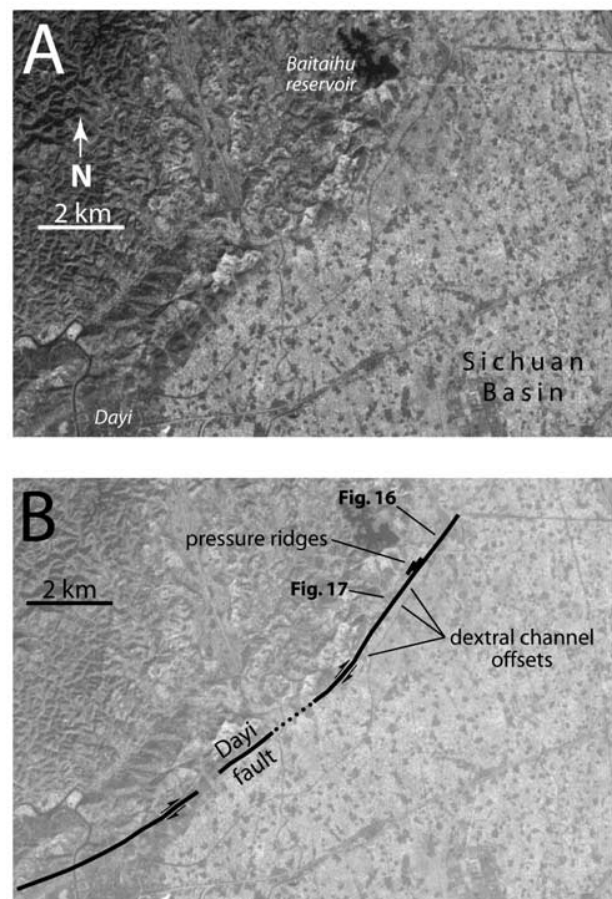 A
Baitaihu
reservoir
N
2 km
Sichuan
Basin
Dayi
B
Fig. 16
pressure ridges
2 km
Fig. 17
dextral channel
offsets
Dayi
fault